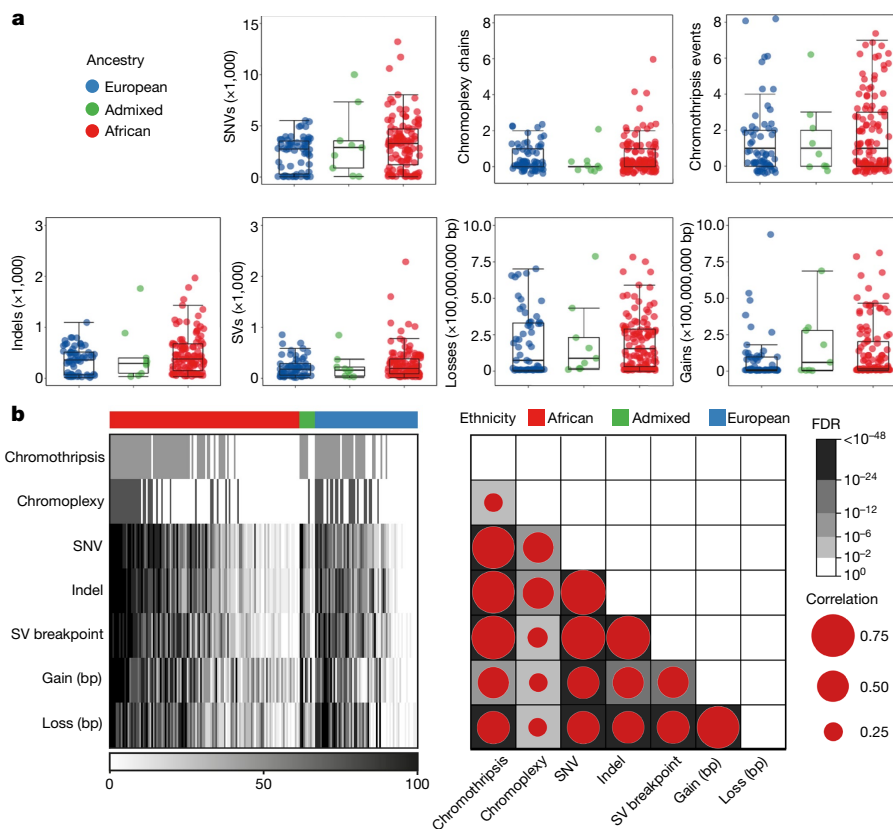 a
Ancestry
European
Admixed
African
SNVs (×1,000)
15
10
5
0
Chromoplexy chains
8
6
4
2
0
Chromothripsis events
8
6
4
2
0
Indels (×1,000)
3
2
1
0
SVs (×1,000)
3
2
1
0
Losses (×100,000,000 bp)
10.0
7.5
5.0
2.5
0
Gains (×100,000,000 bp)
10.0
7.5
5.0
2.5
0
b
Chromothripsis
Chromoplexy
SNV
Indel
SV breakpoint
Gain (bp)
Loss (bp)
0 50 100
Ethnicity African Admixed European
Chromothripsis
Chromoplexy
SNV
Indel
SV breakpoint
Gain (bp)
Loss (bp)
FDR
<10⁻⁴⁸
10⁻²⁴
10⁻¹²
10⁻⁶
10⁻²
10⁰
Correlation
0.75
0.50
0.25